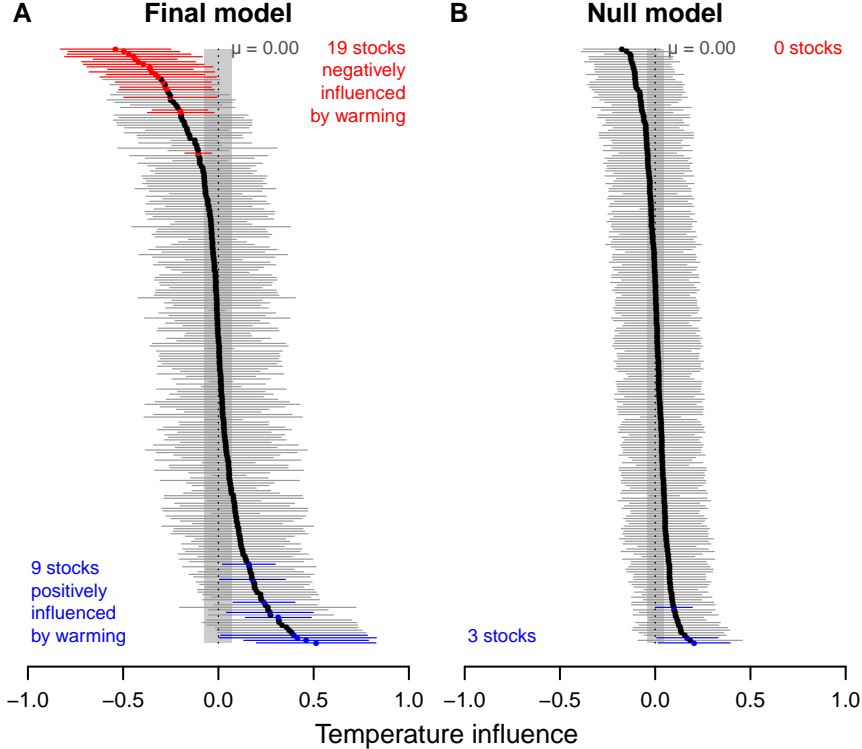 A
Final model
μ = 0.00
19 stocks
negatively
influenced
by warming
9 stocks
positively
influenced
by warming
−1.0 −0.5 0.0 0.5 1.0
B
Null model
μ = 0.00
0 stocks
3 stocks
−1.0 −0.5 0.0 0.5 1.0
Temperature influence